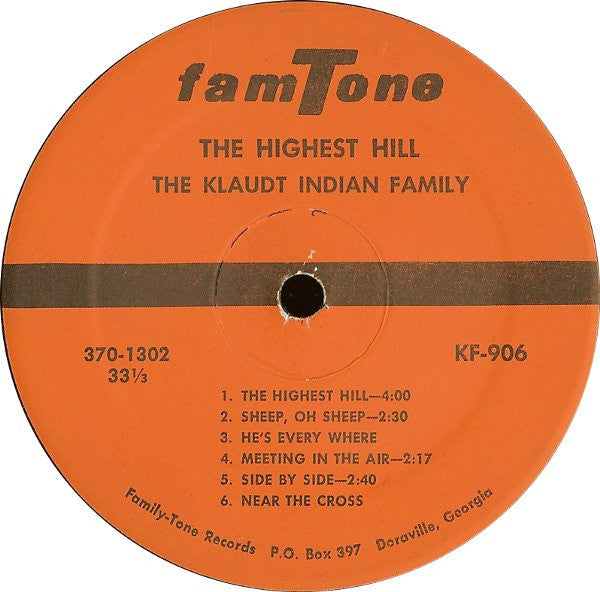 famTone
THE HIGHEST HILL
THE KLAUDT INDIAN FAMILY
370-1302
33⅓
KF-906
1. THE HIGHEST HILL—4:00
2. SHEEP, OH SHEEP—2:30
3. HE'S EVERY WHERE
4. MEETING IN THE AIR—2:17
5. SIDE BY SIDE—2:40
6. NEAR THE CROSS
Family-Tone Records P.O. Box 397 Doraville, Georgia